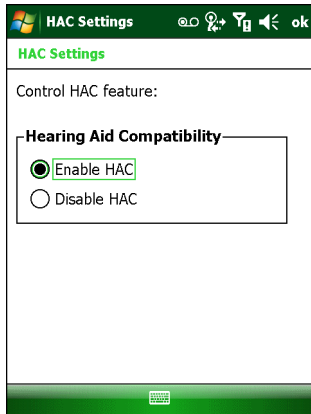 HAC Settings ok
HAC Settings
Control HAC feature:
Hearing Aid Compatibility
Enable HAC
Disable HAC